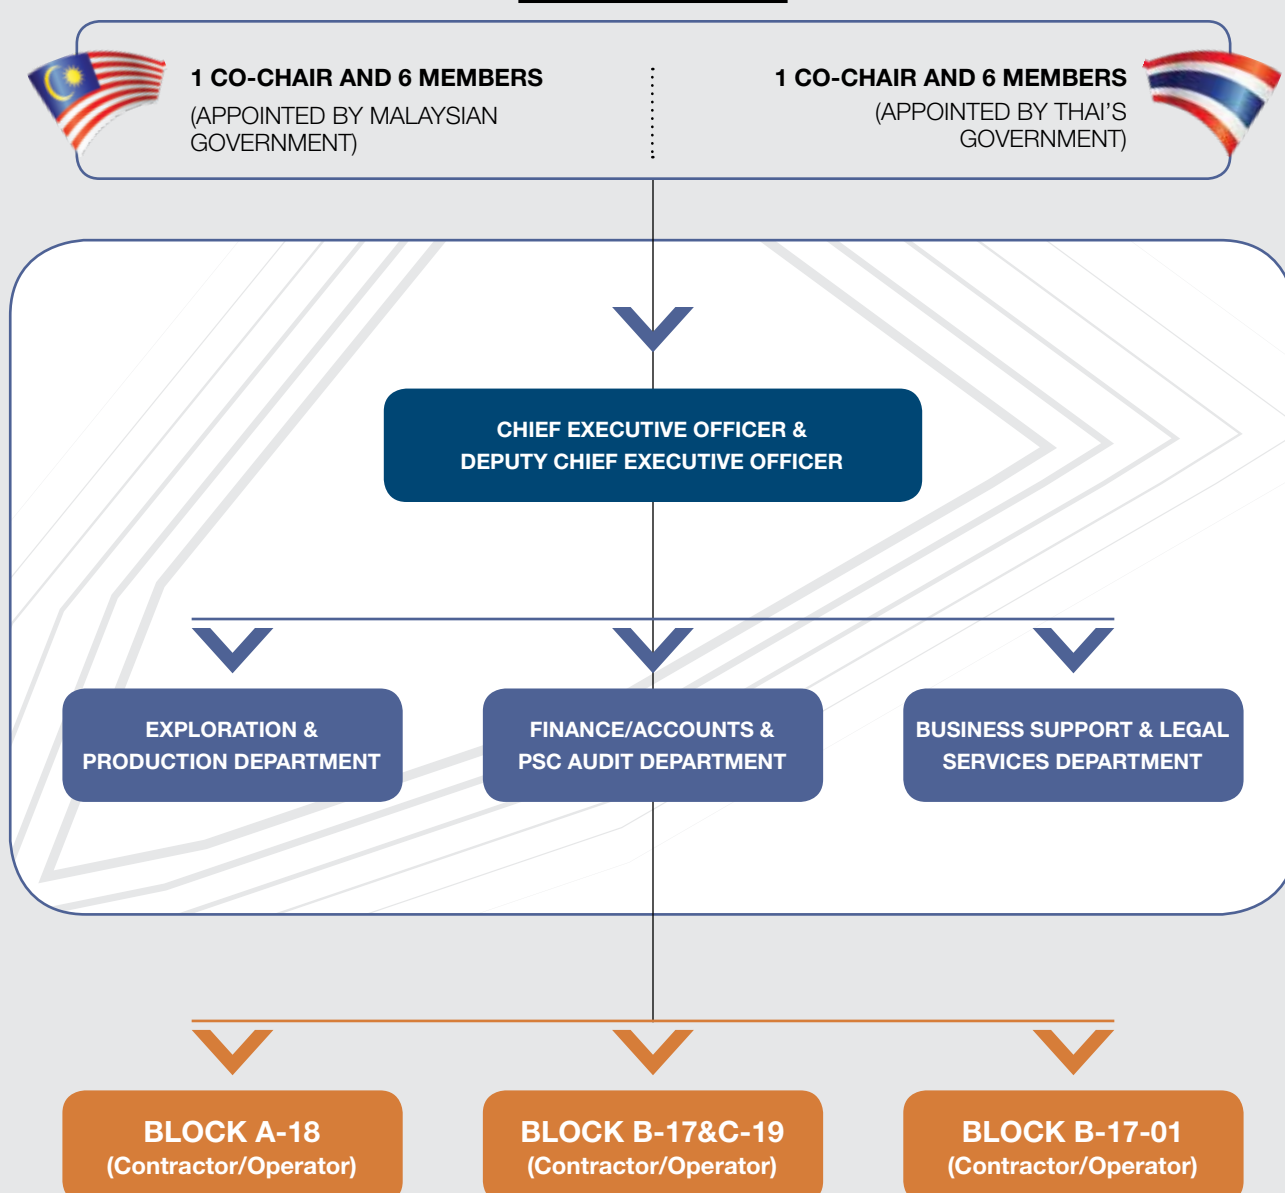 1 CO-CHAIR AND 6 MEMBERS
(APPOINTED BY MALAYSIAN
GOVERNMENT)
1 CO-CHAIR AND 6 MEMBERS
(APPOINTED BY THAI’S
GOVERNMENT)
CHIEF EXECUTIVE OFFICER &
DEPUTY CHIEF EXECUTIVE OFFICER
EXPLORATION &
PRODUCTION DEPARTMENT
FINANCE/ACCOUNTS &
PSC AUDIT DEPARTMENT
BUSINESS SUPPORT & LEGAL
SERVICES DEPARTMENT
BLOCK A-18
(Contractor/Operator)
BLOCK B-17&C-19
(Contractor/Operator)
BLOCK B-17-01
(Contractor/Operator)